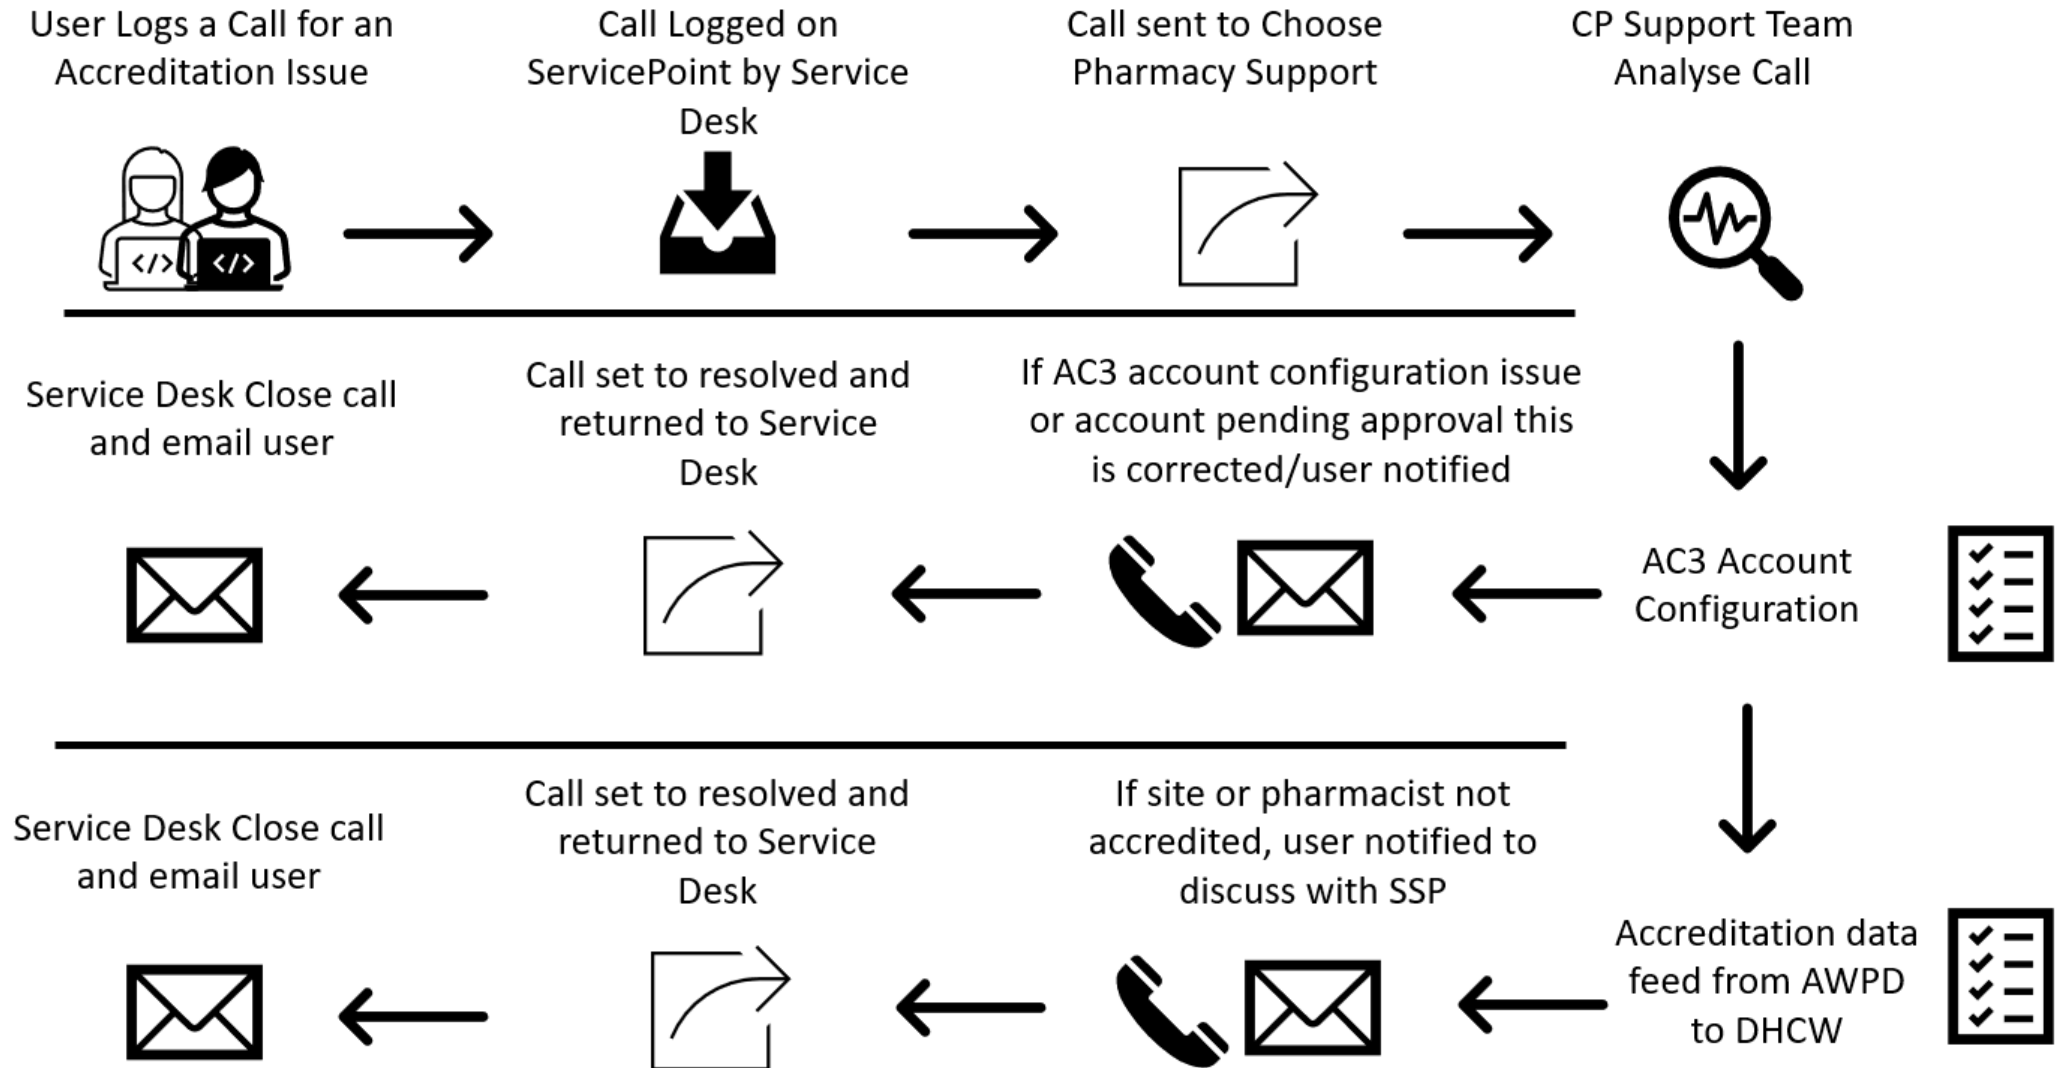 User Logs a Call for an
Accreditation Issue
Call Logged on
ServicePoint by Service
Desk
Call sent to Choose
Pharmacy Support
CP Support Team
Analyse Call
</>
</>
Service Desk Close call
and email user
Call set to resolved and
returned to Service
Desk
If AC3 account configuration issue
or account pending approval this
is corrected/user notified
AC3 Account
Configuration
Service Desk Close call
and email user
Call set to resolved and
returned to Service
Desk
If site or pharmacist not
accredited, user notified to
discuss with SSP
Accreditation data
feed from AWPD
to DHCW